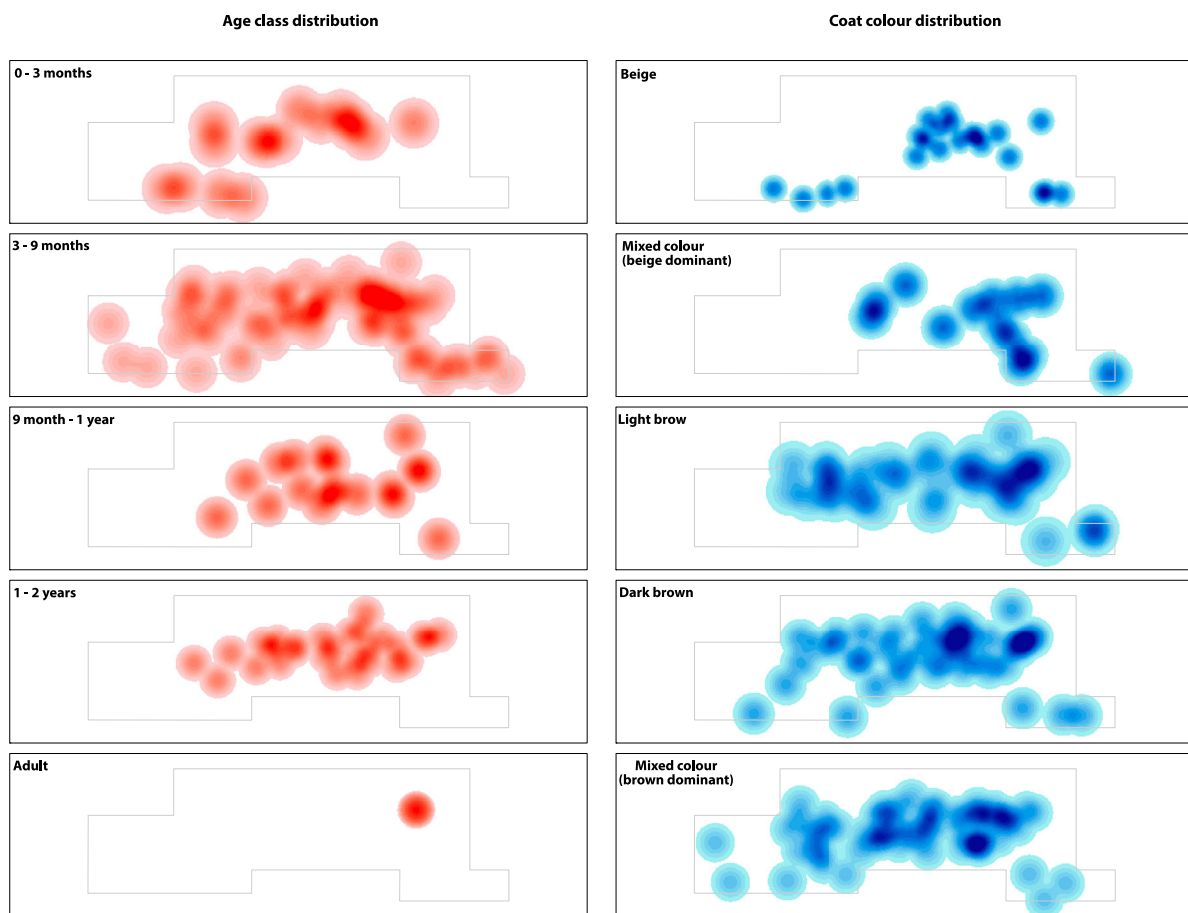 Age class distribution
Coat colour distribution
0 - 3 months
Beige
3 - 9 months
Mixed colour
(beige dominant)
9 month - 1 year
Light brow
1 - 2 years
Dark brown
Adult
Mixed colour
(brown dominant)